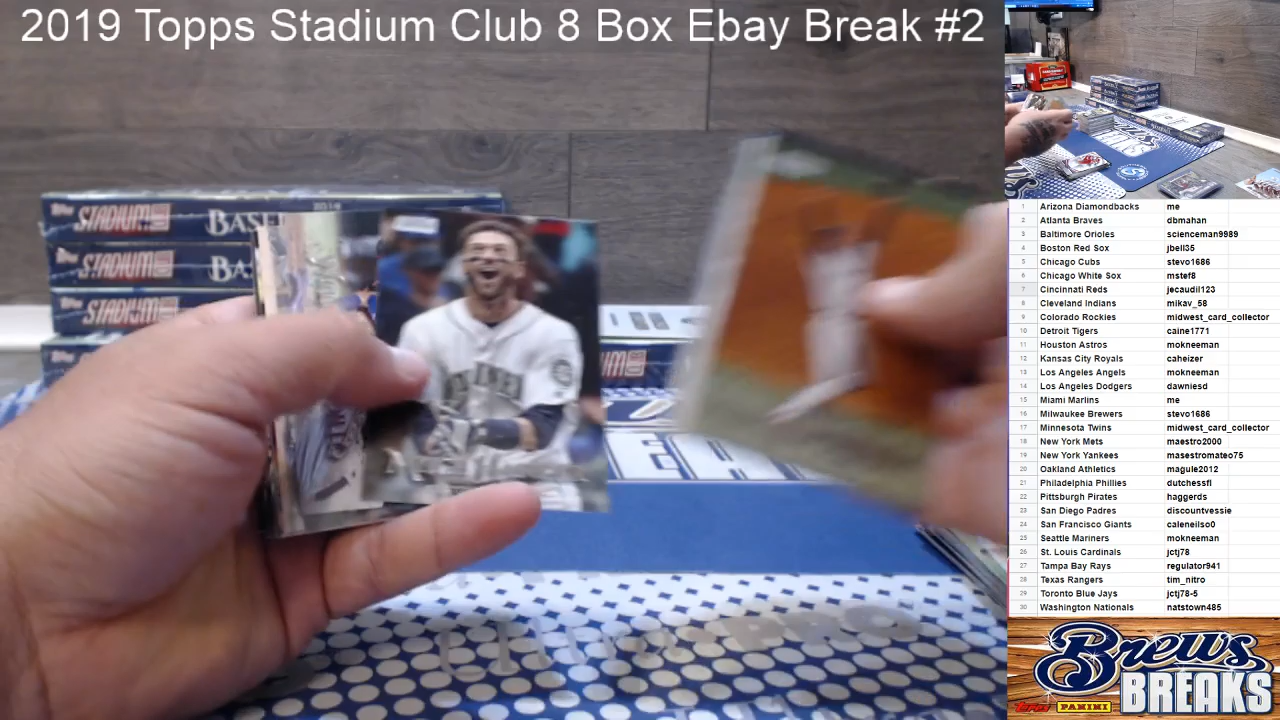 2019 Topps Stadium Club 8 Box Ebay Break #2
1 Arizona Diamondbacks me
2 Atlanta Braves dbmahan
3 Baltimore Orioles scienceman9989
4 Boston Red Sox jbell35
5 Chicago Cubs stevo1686
6 Chicago White Sox mstef8
7 Cincinnati Reds jecaudil123
8 Cleveland Indians mikav_58
9 Colorado Rockies midwest_card_collector
10 Detroit Tigers caine1771
11 Houston Astros mokneeman
12 Kansas City Royals caheizer
13 Los Angeles Angels mokneeman
14 Los Angeles Dodgers dawniesd
15 Miami Marlins me
16 Milwaukee Brewers stevo1686
17 Minnesota Twins midwest_card_collector
18 New York Mets maestro2000
19 New York Yankees masestromateo75
20 Oakland Athletics magule2012
21 Philadelphia Phillies dutchessfl
22 Pittsburgh Pirates haggerds
23 San Diego Padres discountvessie
24 San Francisco Giants caleneilso0
25 Seattle Mariners mokneeman
26 St. Louis Cardinals jctj78
27 Tampa Bay Rays regulator941
28 Texas Rangers tim_nitro
29 Toronto Blue Jays jctj78-5
30 Washington Nationals natstown485
Topps STADIUM
Topps STADIUM
Topps STADIUM
Brews
BREAKS
Topps PANINI